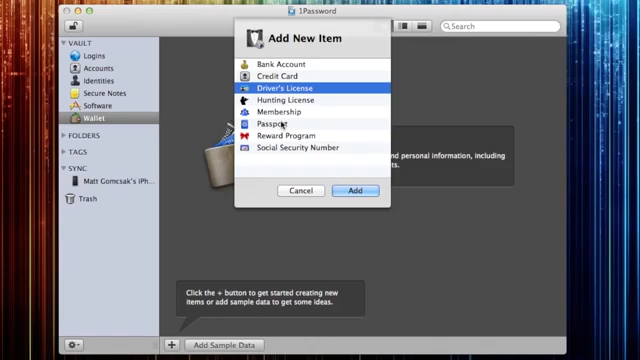 1Password
Search
Add New Item
VAULT
Logins
Accounts
Identities
Secure Notes
Software
Wallet
FOLDERS
TAGS
SYNC
Matt Gomcsak's iPh...
Trash
Bank Account
Credit Card
Driver's License
Hunting License
Membership
Passport
Reward Program
Social Security Number
Cancel
Add
and personal information, including
Click the + button to get started creating new
items or add sample data to get some ideas.
Add Sample Data